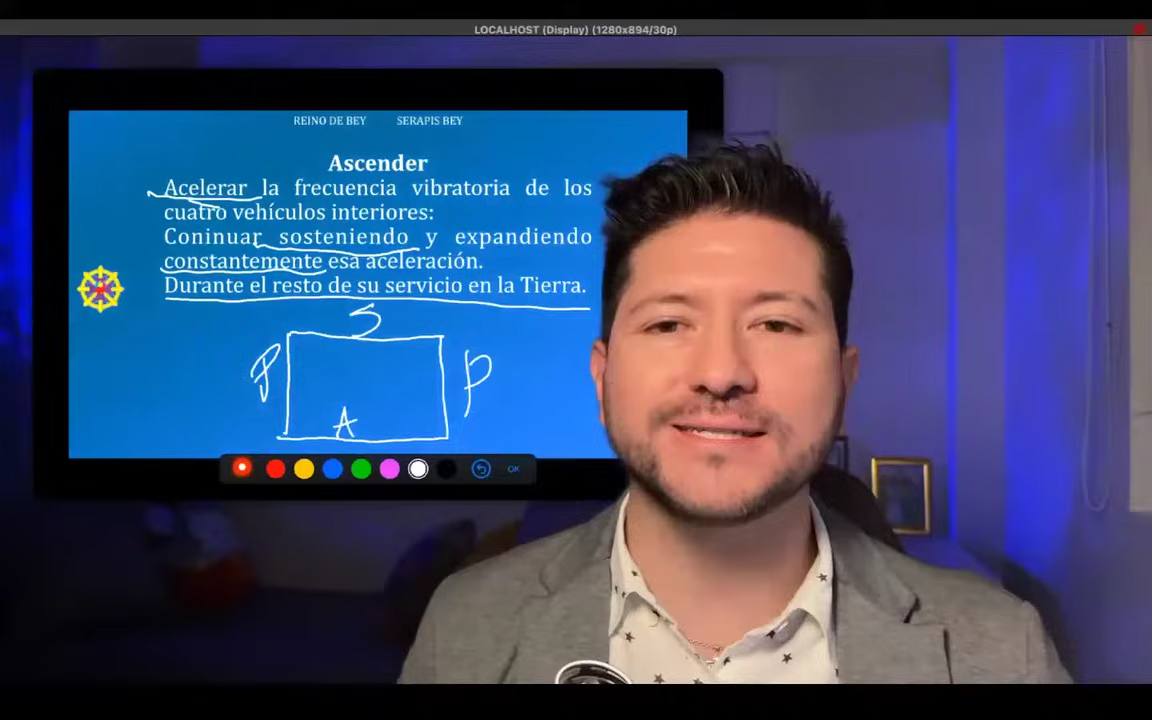 LOCALHOST (Display) (1280x894/30p)
REINO DE BEY SERAPIS BEY
Ascender
Acelerar la frecuencia vibratoria de los
cuatro vehículos interiores:
Coninuar sosteniendo y expandiendo
constantemente esa aceleración.
Durante el resto de su servicio en la Tierra.
S
P P
A
OK